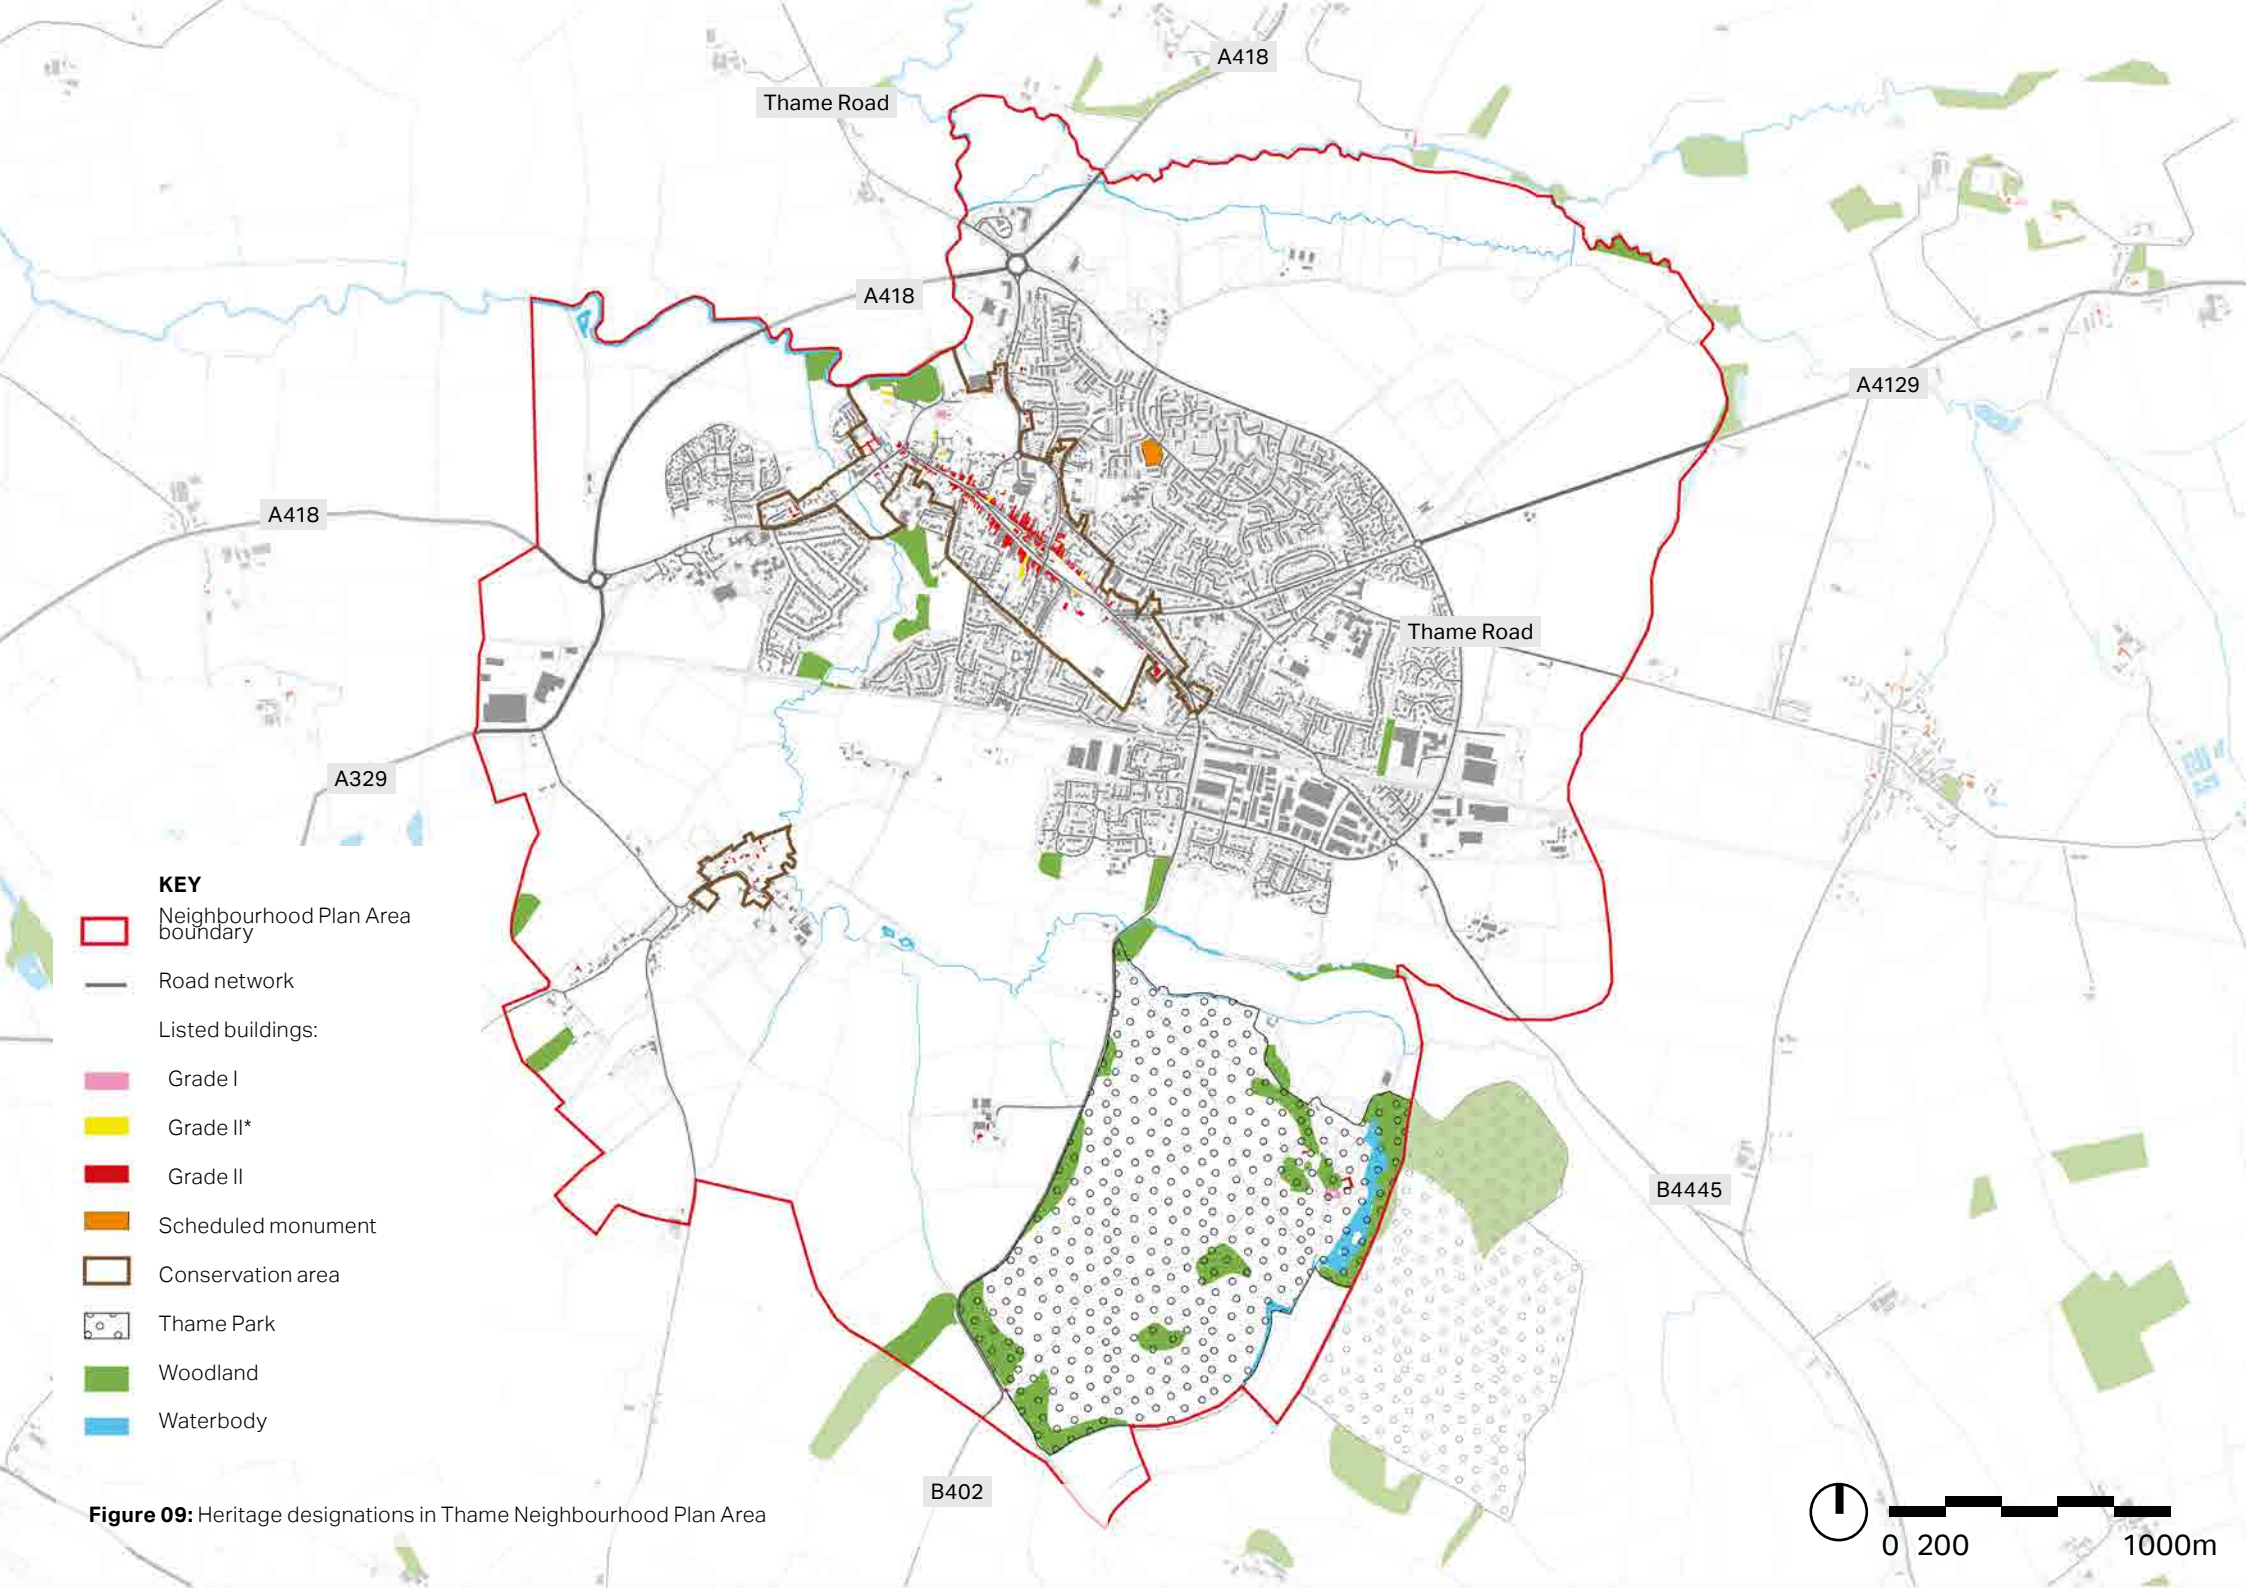 A418
Thame Road
A418
A4129
A418
Thame Road
A329
KEY
Neighbourhood Plan Area
boundary
Road network
Listed buildings:
Grade I
Grade II*
Grade II
Scheduled monument
Conservation area
Thame Park
Woodland
Waterbody
B4445
B402
Figure 09: Heritage designations in Thame Neighbourhood Plan Area
0 200 1000m